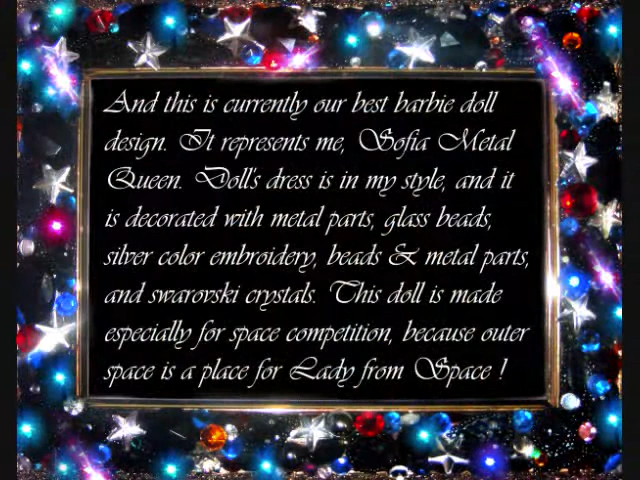 And this is currently our best barbie doll
design. It represents me, Sofia Metal
Queen. Doll's dress is in my style, and it
is decorated with metal parts, glass beads,
silver color embroidery, beads & metal parts,
and swarovski crystals. This doll is made
especially for space competition, because outer
space is a place for Lady from Space !